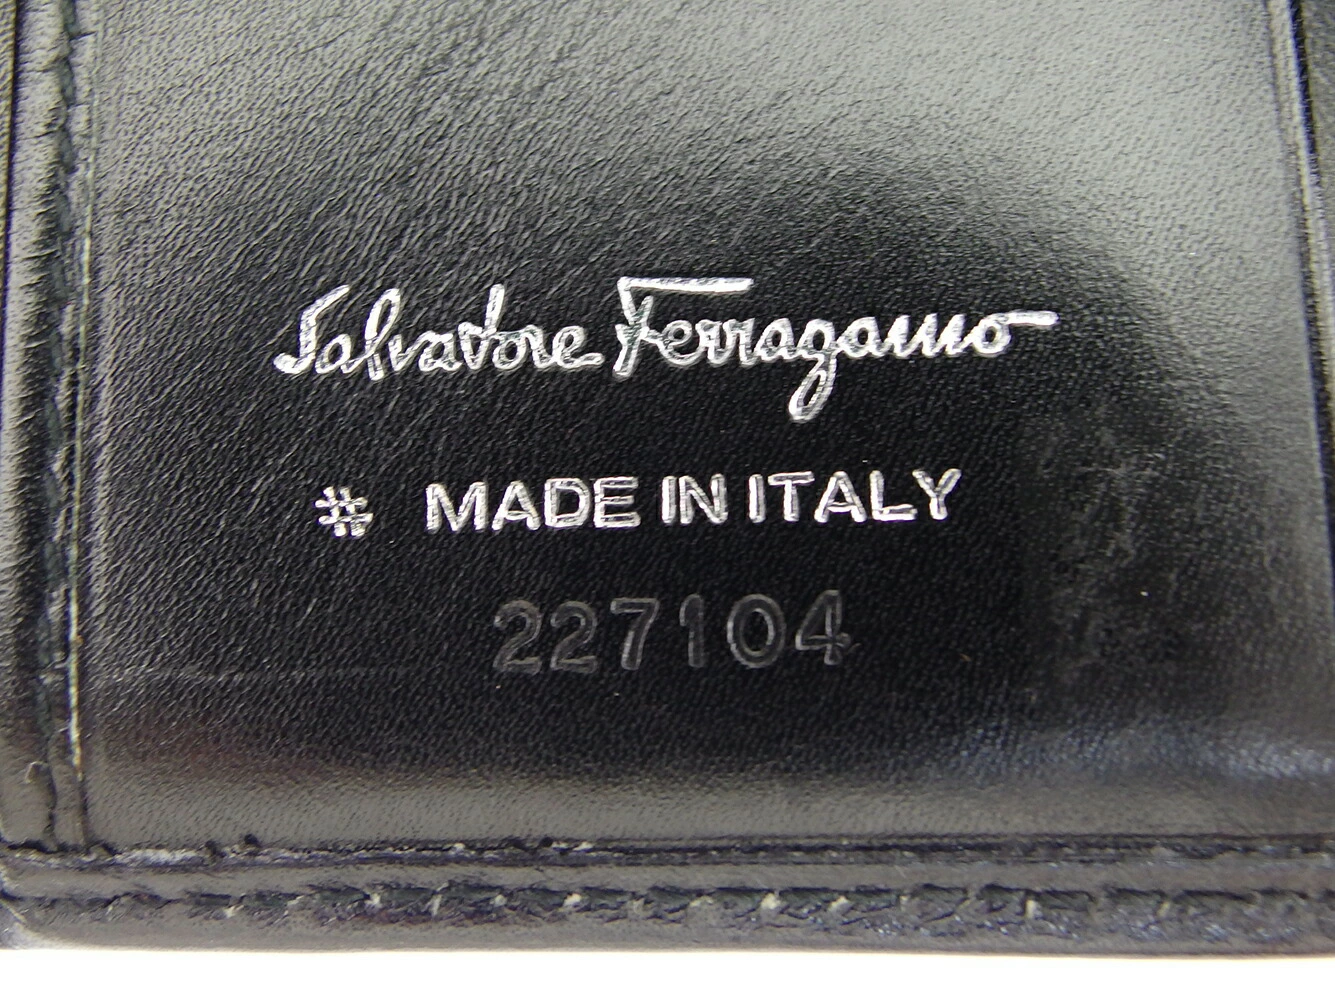 Salvatore Ferragamo
* MADE IN ITALY
227104